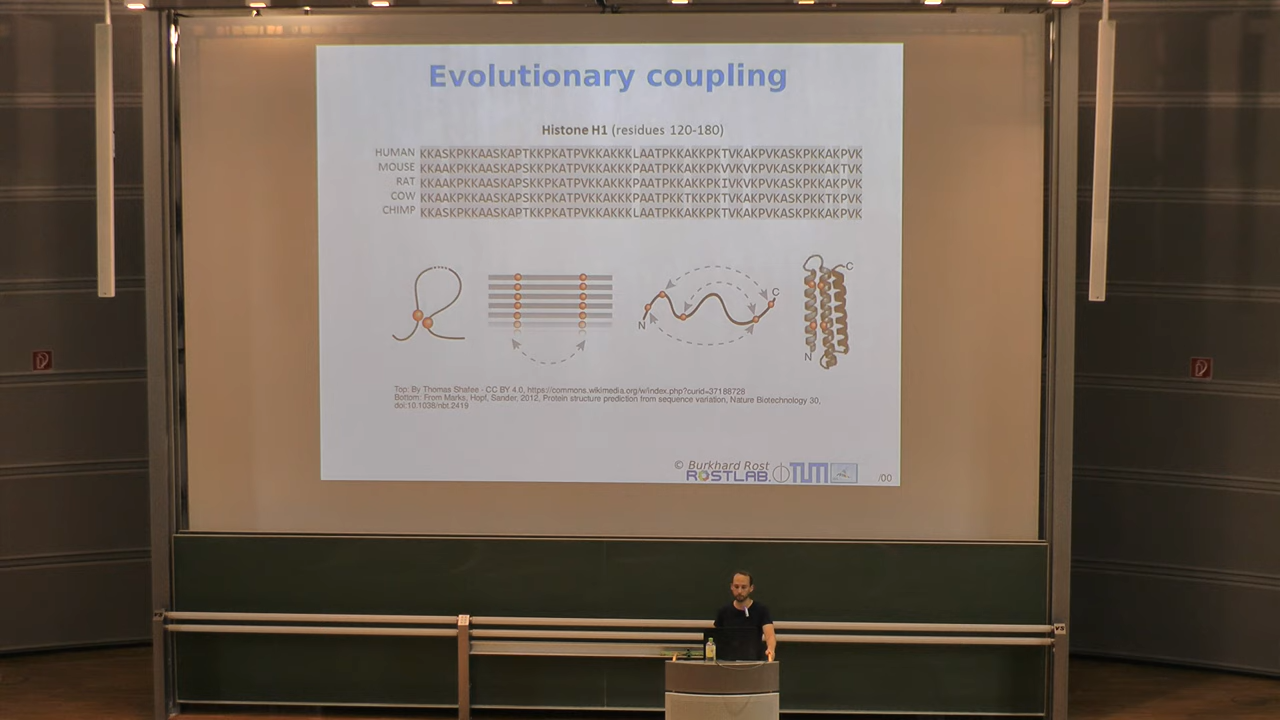 Evolutionary coupling
Histone H1 (residues 120-180)
HUMAN KKASKPKKAASKAPTKKPKATPVKKAKKKLAATPKKAKKPKTVKAKPVKASKPKKAKPVK
MOUSE KKAAKPKKAASKAPSKKPKATPVKKAKKKPAATPKKAKKPKVVKVKPVKASKPKKAKTVK
RAT KKAAKPKKAASKAPSKKPKATPVKKAKKKPAATPKKAKKPKIVKVKPVKASKPKKAKPVK
COW KKAAKPKKAASKAPSKKPKATPVKKAKKKPAATPKKTKKPKTVKAKPVKASKPKKTKPVK
CHIMP KKASKPKKAASKAPTKKPKATPVKKAKKKLAATPKKAKKPKTVKAKPVKASKPKKAKPVK
N
C
N
C
Top: By Thomas Shafee - CC BY 4.0, https://commons.wikimedia.org/w/index.php?curid=37188728
Bottom: From Marks, Hopf, Sander, 2012, Protein structure prediction from sequence variation, Nature Biotechnology 30,
doi:10.1038/nbt.2419
© Burkhard Rost
ROSTLAB. TUM
/00